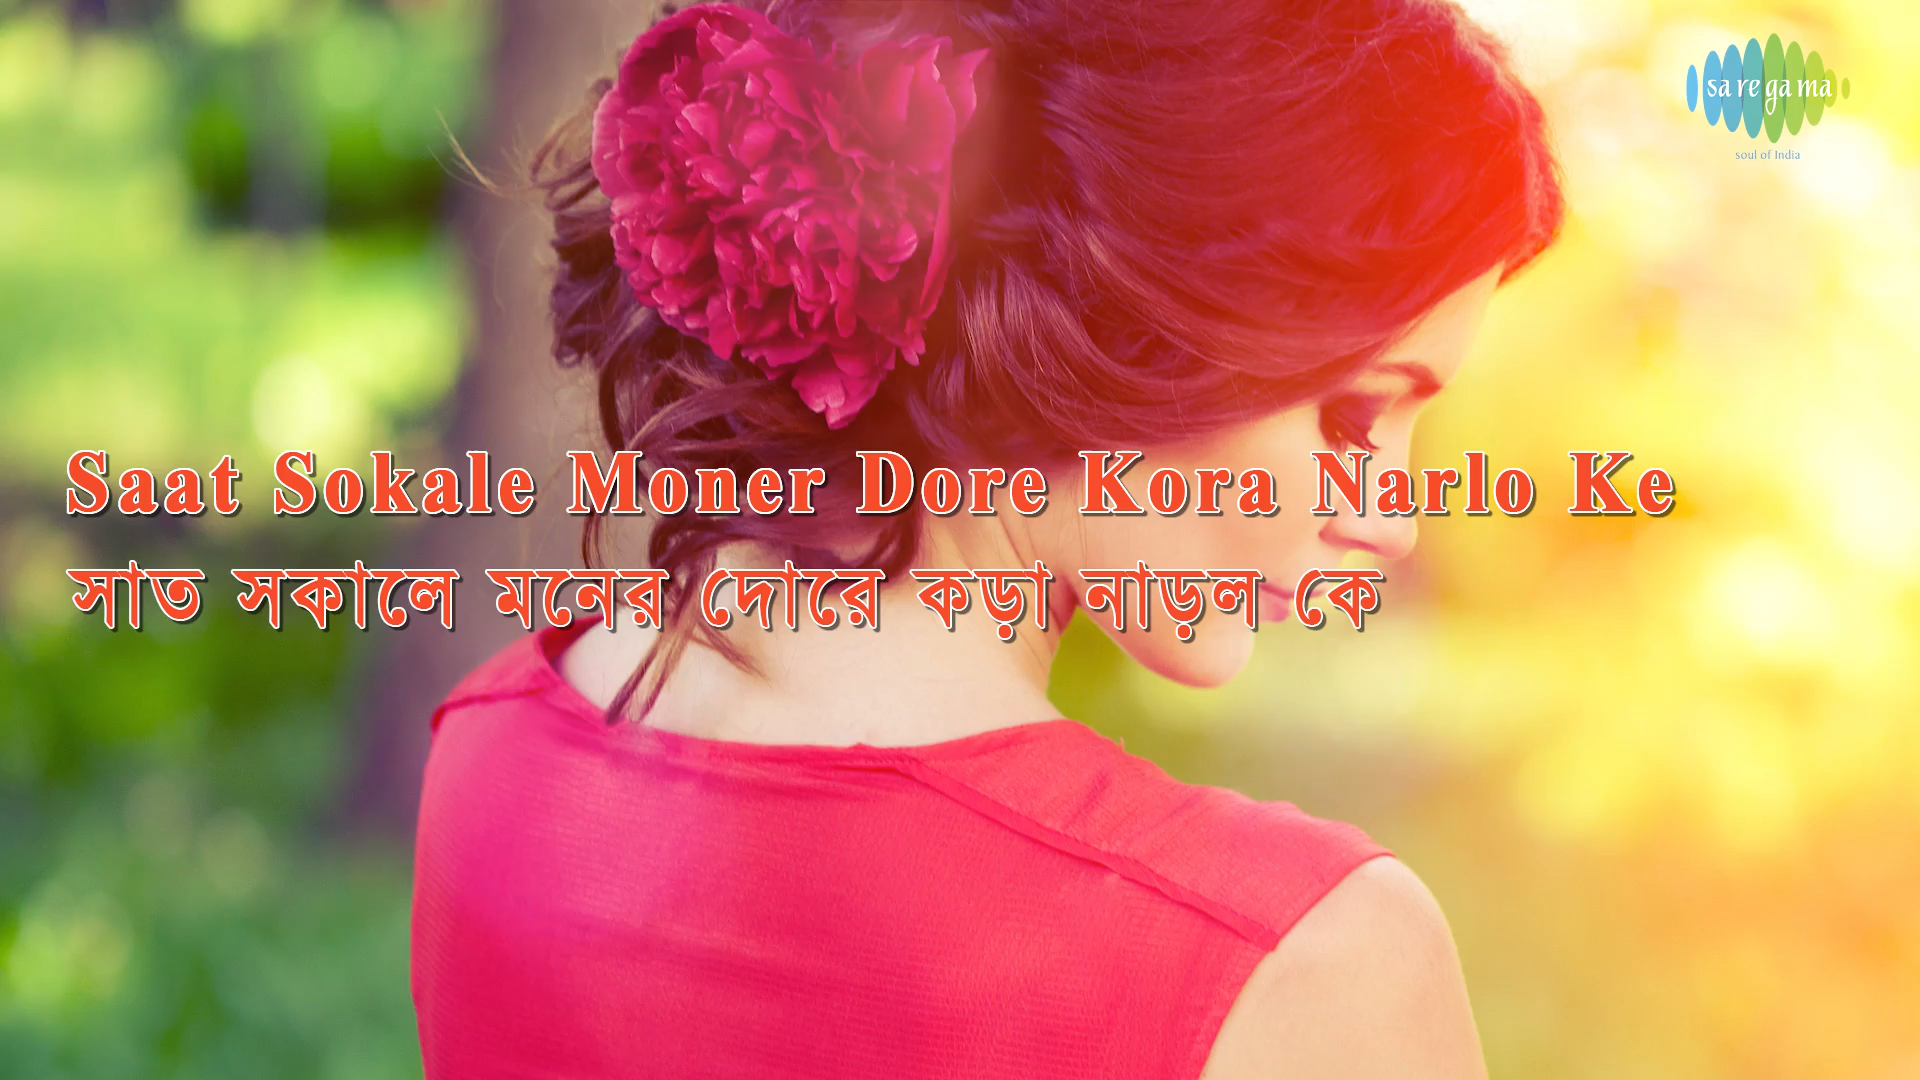 sa re ga ma
soul of India
Saat Sokale Moner Dore Kora Narlo Ke
সাত সকালে মনের দোরে কড়া নাড়ল কে